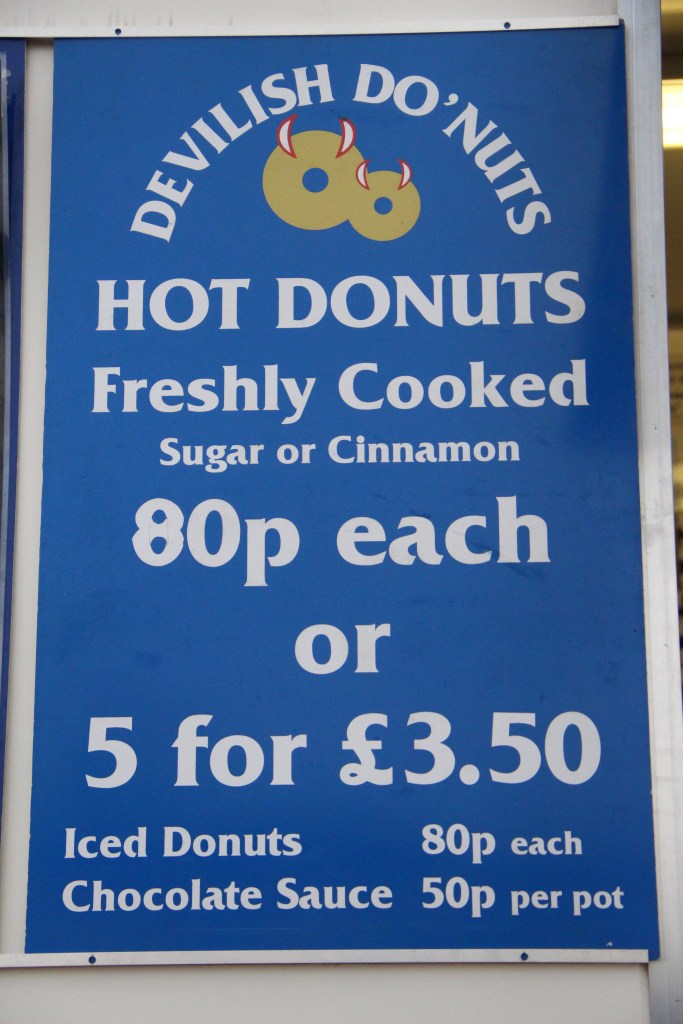 DEVILISH DO'NUTS
HOT DONUTS
Freshly Cooked
Sugar or Cinnamon
80p each
or
5 for £3.50
Iced Donuts 80p each
Chocolate Sauce 50p per pot